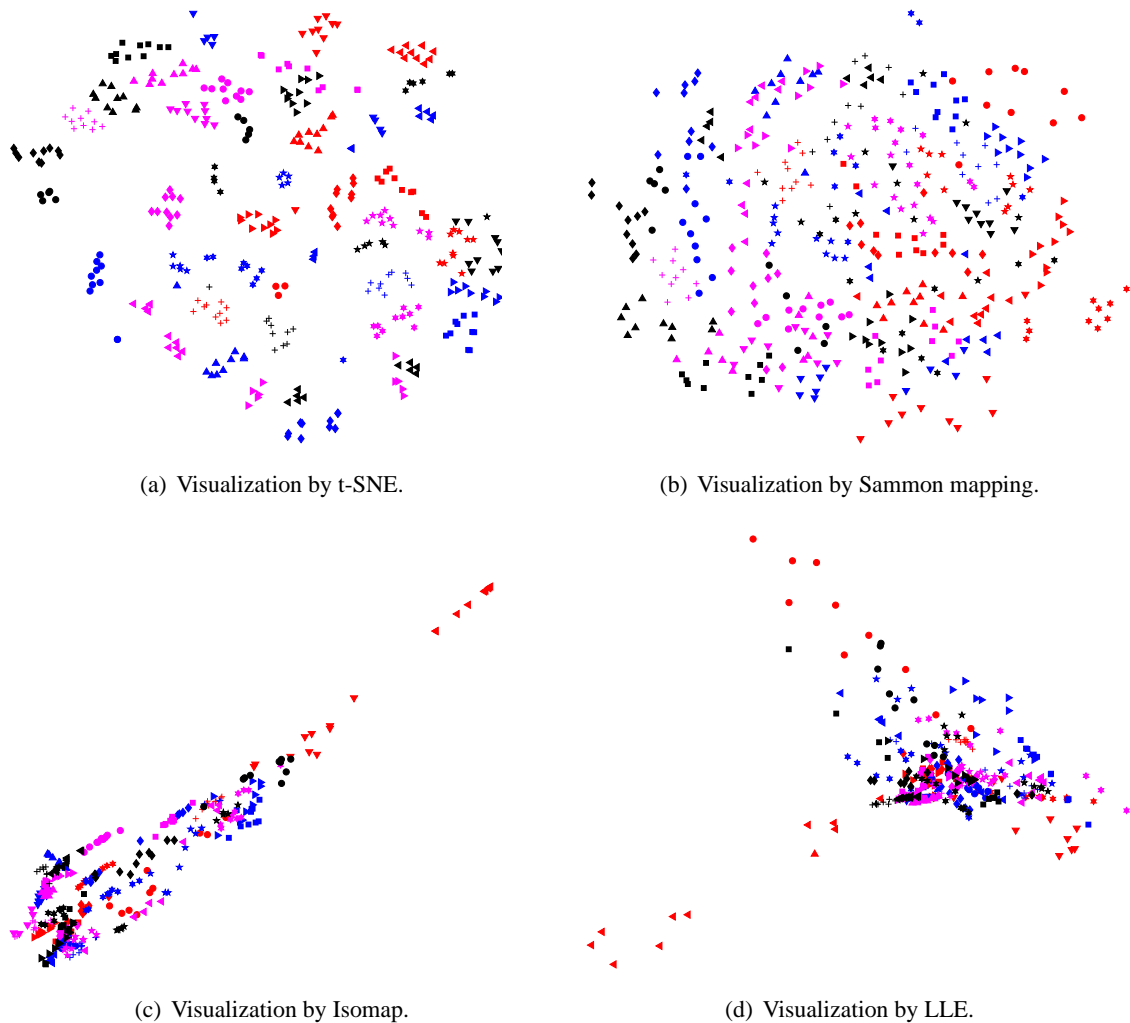 (a) Visualization by t-SNE.
(b) Visualization by Sammon mapping.
(c) Visualization by Isomap.
(d) Visualization by LLE.